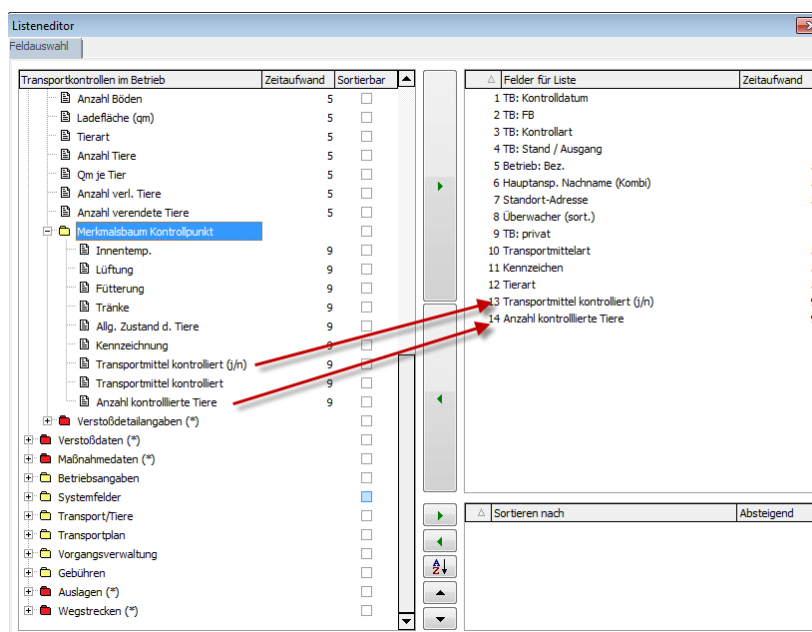 Listeneditor
Feldauswahl
Transportkontrollen im Betrieb Zeitaufwand Sortierbar
Anzahl Böden 5
Ladefläche (qm) 5
Tierart 5
Anzahl Tiere 5
Qm je Tier 5
Anzahl verl. Tiere 5
Anzahl verendete Tiere 5
Merkmalsbaum Kontrollpunkt
Innentemp. 9
Lüftung 9
Fütterung 9
Tränke 9
Allg. Zustand d. Tiere 9
Kennzeichnung 9
Transportmittel kontrolliert (j/n) 9
Transportmittel kontrolliert 9
Anzahl kontrolllierte Tiere 9
Verstoßdetailangaben (*)
Verstoßdaten (*)
Maßnahmedaten (*)
Betriebsangaben
Systemfelder
Transport/Tiere
Transportplan
Vorgangsverwaltung
Gebühren
Auslagen (*)
Wegstrecken (*)
Felder für Liste Zeitaufwand
1 TB: Kontrolldatum
2 TB: FB
3 TB: Kontrollart
4 TB: Stand / Ausgang
5 Betrieb: Bez.
6 Hauptansp. Nachname (Kombi)
7 Standort-Adresse
8 Überwacher (sort.)
9 TB: privat
10 Transportmittelart
11 Kennzeichen
12 Tierart
13 Transportmittel kontrolliert (j/n)
14 Anzahl kontrolllierte Tiere
Sortieren nach Absteigend